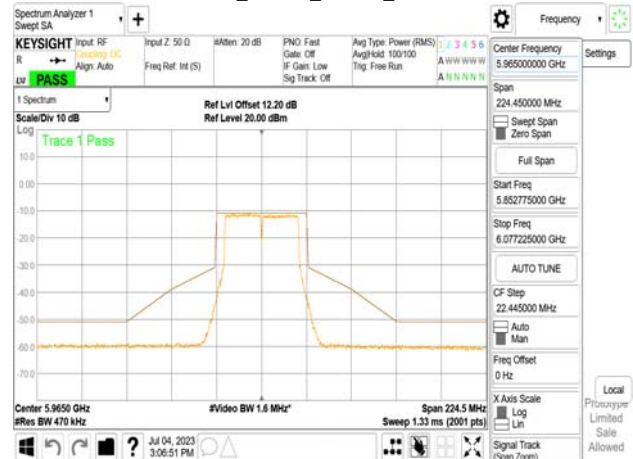 Spectrum Analyzer 1
Swept SA
+
Frequency
KEYSIGHT
R
LV PASS
Input: RF
Coupling: DC
Align: Auto
Input Z: 50 Ω
Freq Ref: Int (S)
#Atten: 20 dB
PNO: Fast
Gate: Off
IF Gain: Low
Sig Track: Off
Avg Type: Power (RMS)
Avg|Hold: 100/100
Trig: Free Run
1 2 3 4 5 6
A W W W W W
A N N N N N
1 Spectrum
Scale/Div 10 dB
Ref Lvl Offset 12.20 dB
Ref Level 20.00 dBm
Log
Trace 1 Pass
10.0
0.00
-10.0
-20.0
-30.0
-40.0
-50.0
-60.0
-70.0
Center 5.9650 GHz
#Res BW 470 kHz
#Video BW 1.6 MHz*
Span 224.5 MHz
Sweep 1.33 ms (2001 pts)
Center Frequency
5.965000000 GHz
Settings
Span
224.450000 MHz
Swept Span
Zero Span
Full Span
Start Freq
5.852775000 GHz
Stop Freq
6.077225000 GHz
AUTO TUNE
CF Step
22.445000 MHz
Auto
Man
Freq Offset
0 Hz
X Axis Scale
Log
Lin
Local
Prototype
Limited
Sale
Allowed
Signal Track
(Span Zoom)
?
Jul 04, 2023
3:06:51 PM